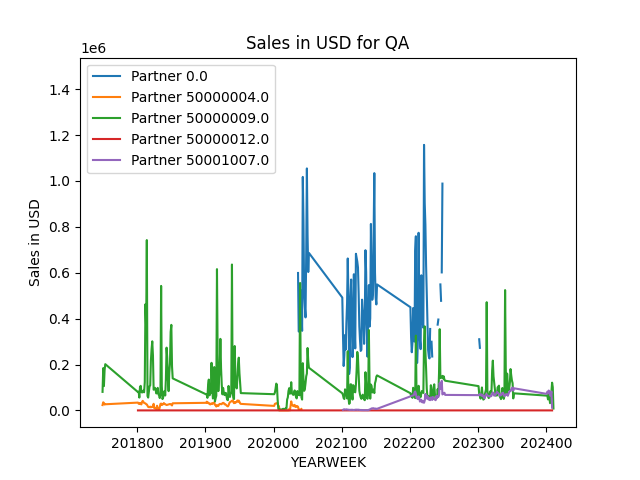 Sales in USD for QA
1e6
Partner 0.0
Partner 50000004.0
Partner 50000009.0
Partner 50000012.0
Partner 50001007.0
1.4
1.2
1.0
0.8
0.6
0.4
0.2
0.0
Sales in USD
201800 201900 202000 202100 202200 202300 202400
YEARWEEK